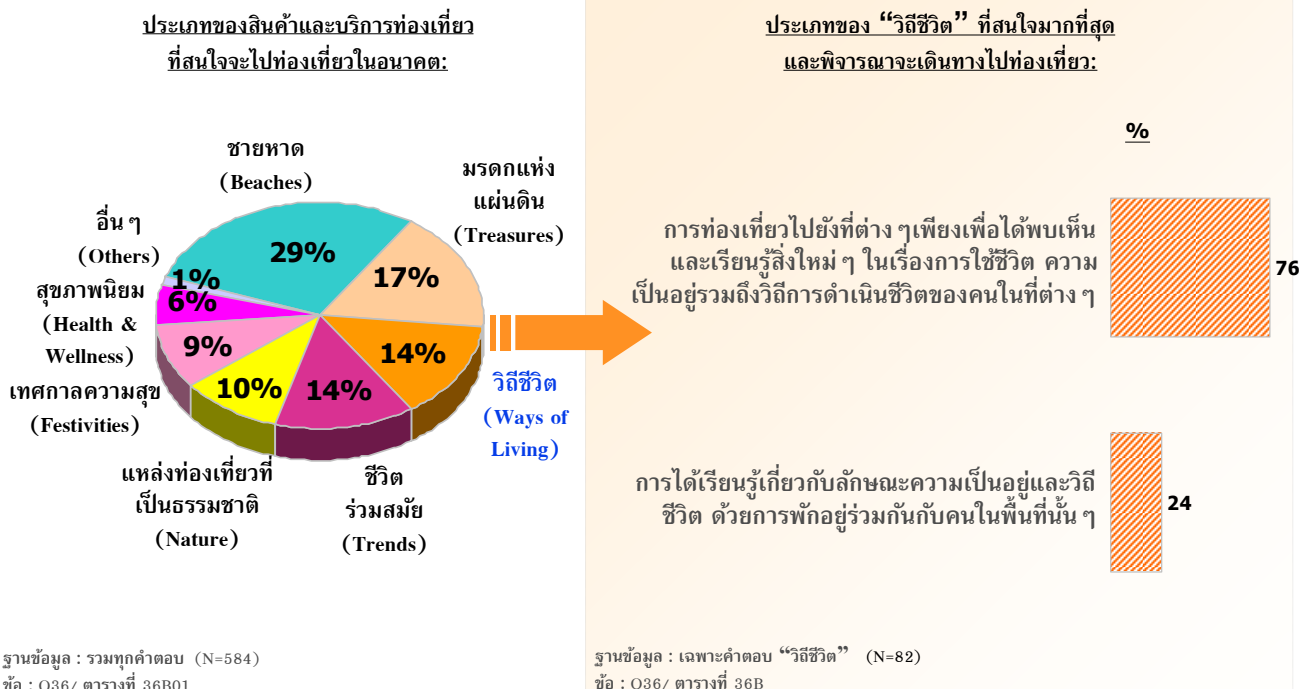 ประเภทของสินค้าและบริการท่องเที่ยว
ที่สนใจจะไปท่องเที่ยวในอนาคต:
ชายหาด
(Beaches)
มรดกแห่ง
แผ่นดิน
(Treasures)
อื่น ๆ
(Others)
สุขภาพนิยม
(Health &
Wellness)
เทศกาลความสุข
(Festivities)
แหล่งท่องเที่ยวที่
เป็นธรรมชาติ
(Nature)
ชีวิต
ร่วมสมัย
(Trends)
วิถีชีวิต
(Ways of
Living)
29%
17%
14%
14%
10%
9%
6%
1%
ฐานข้อมูล : รวมทุกคำตอบ (N=584)
ข้อ : Q36/ ตารางที่ 36B01
ประเภทของ “วิถีชีวิต” ที่สนใจมากที่สุด
และพิจารณาจะเดินทางไปท่องเที่ยว:
%
การท่องเที่ยวไปยังที่ต่าง ๆเพียงเพื่อได้พบเห็น
และเรียนรู้สิ่งใหม่ ๆ ในเรื่องการใช้ชีวิต ความ
เป็นอยู่รวมถึงวิถีการดำเนินชีวิตของคนในที่ต่าง ๆ
76
การได้เรียนรู้เกี่ยวกับลักษณะความเป็นอยู่และวิถี
ชีวิต ด้วยการพักอยู่ร่วมกันกับคนในพื้นที่นั้น ๆ
24
ฐานข้อมูล : เฉพาะคำตอบ “วิถีชีวิต” (N=82)
ข้อ : Q36/ ตารางที่ 36B